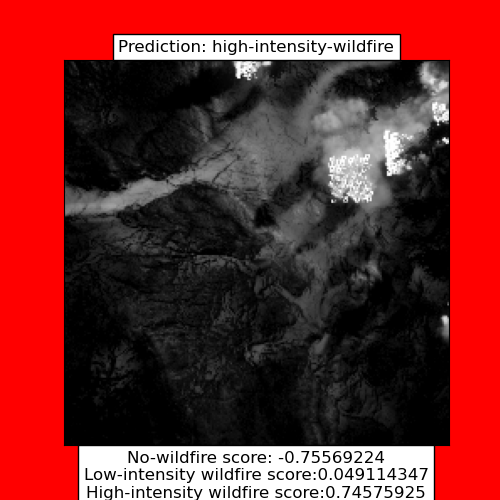 Prediction: high-intensity-wildfire
No-wildfire score: -0.75569224
Low-intensity wildfire score:0.049114347
High-intensity wildfire score:0.74575925